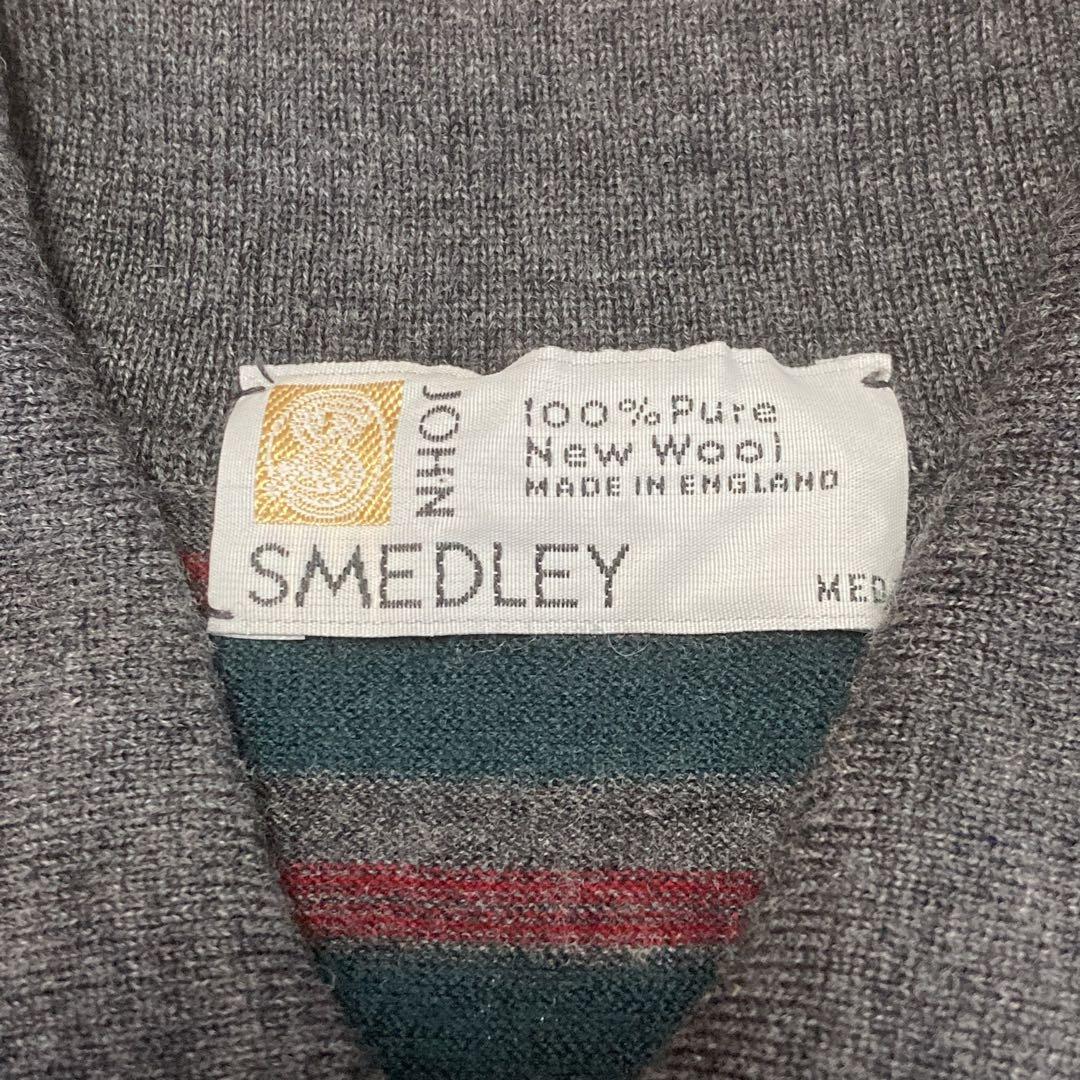 JOHN
SMEDLEY
100% Pure
New Wool
MADE IN ENGLAND
MED